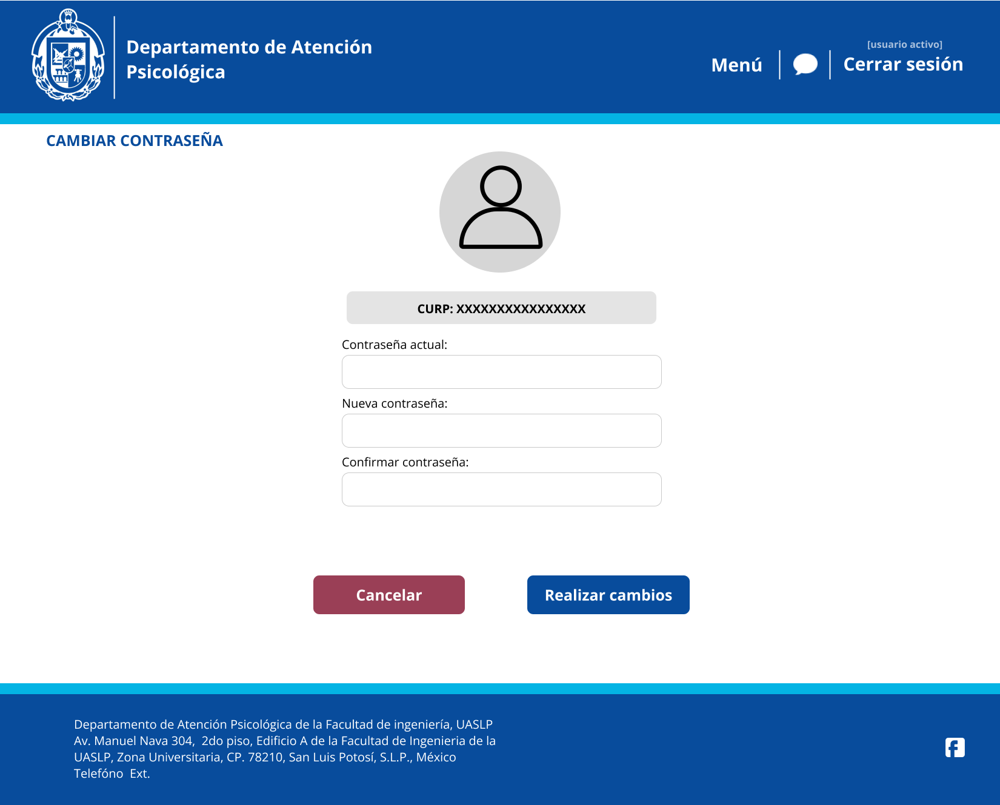 Departamento de Atención
Psicológica
[usuario activo]
Menú
Cerrar sesión
CAMBIAR CONTRASEÑA
CURP: XXXXXXXXXXXXXXXX
Contraseña actual:
Nueva contraseña:
Confirmar contraseña:
Cancelar
Realizar cambios
Departamento de Atención Psicológica de la Facultad de ingeniería, UASLP
Av. Manuel Nava 304,  2do piso, Edificio A de la Facultad de Ingenieria de la
UASLP, Zona Universitaria, CP. 78210, San Luis Potosí, S.L.P., México
Telefóno  Ext.